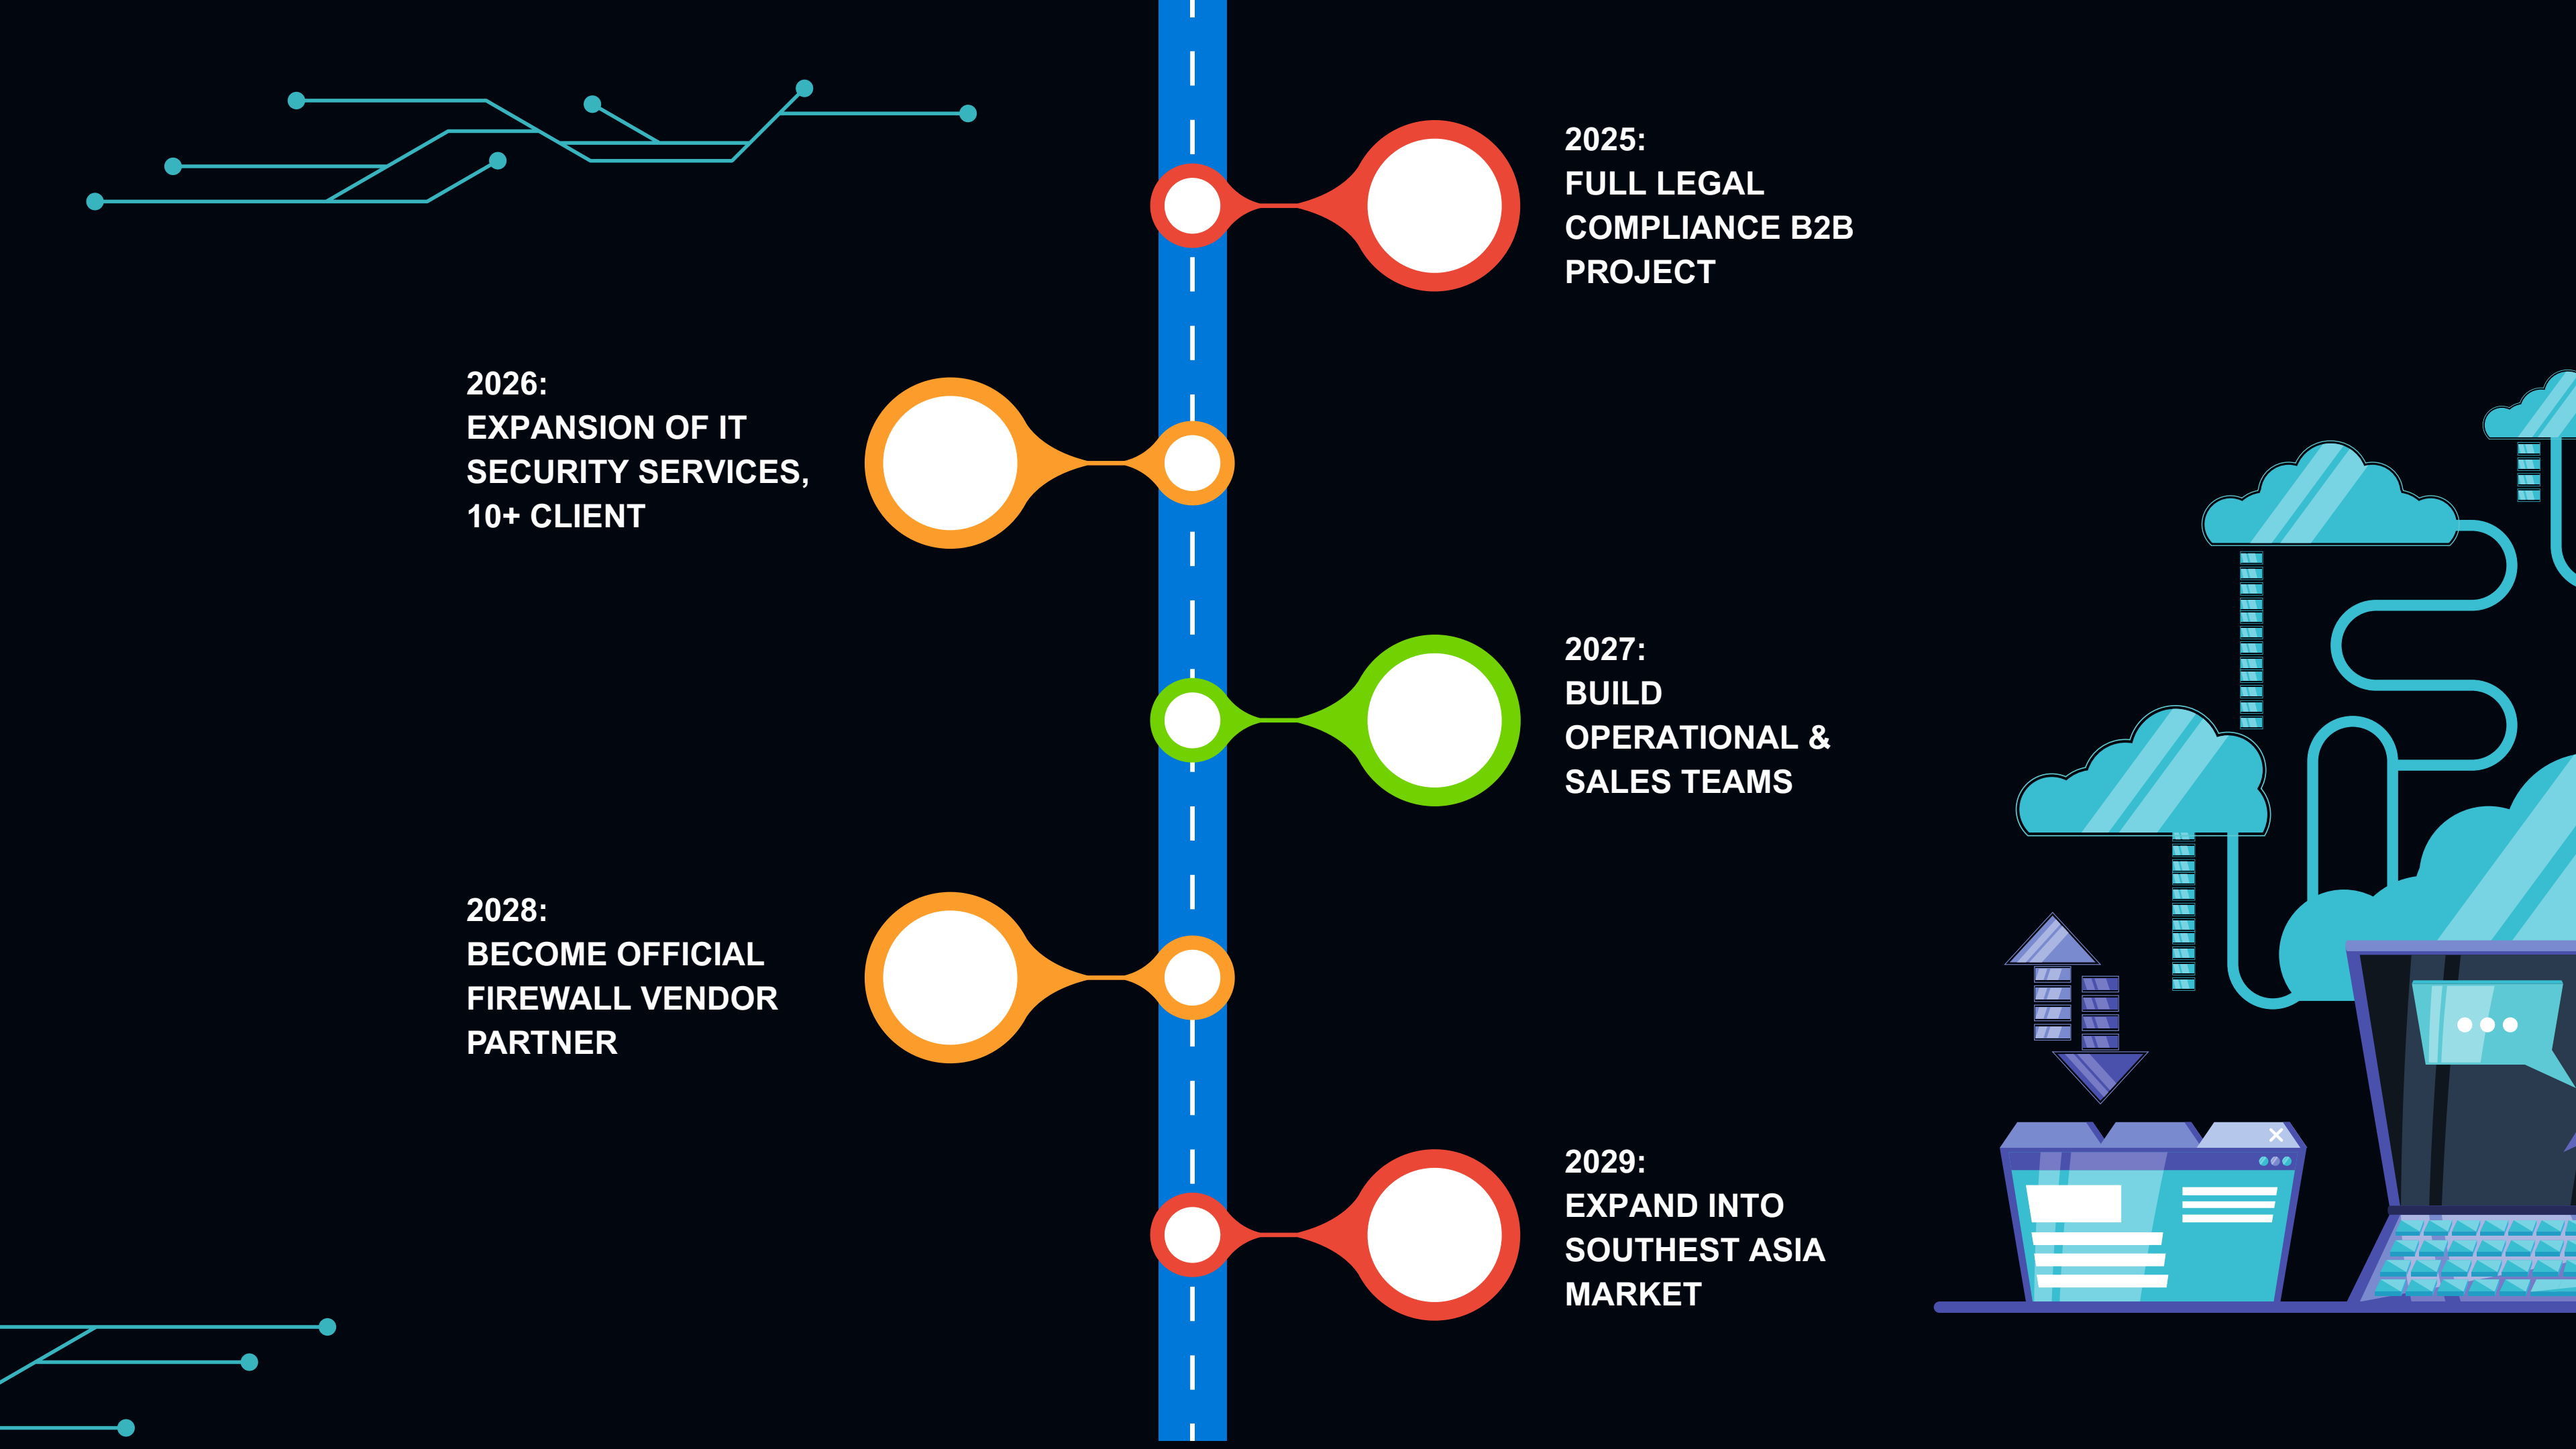 2025:
FULL LEGAL
COMPLIANCE B2B
PROJECT
2026:
EXPANSION OF IT
SECURITY SERVICES,
10+ CLIENT
2027:
BUILD
OPERATIONAL &
SALES TEAMS
2028:
BECOME OFFICIAL
FIREWALL VENDOR
PARTNER
2029:
EXPAND INTO
SOUTHEST ASIA
MARKET